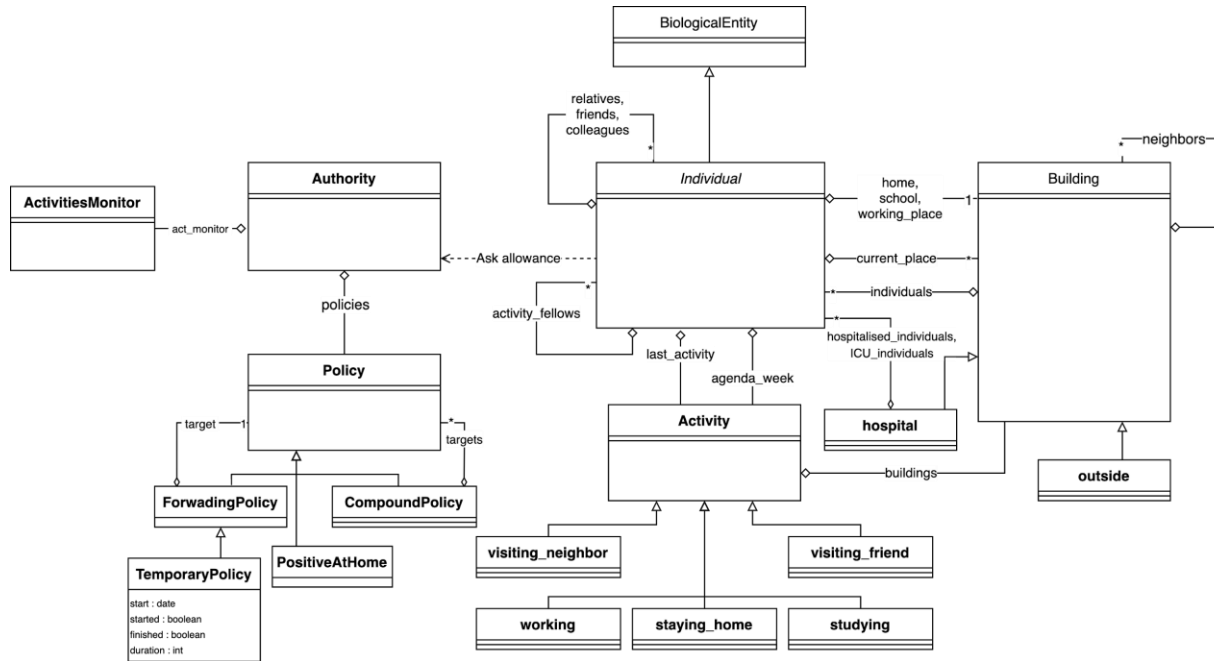 BiologicalEntity
relatives,
friends,
colleagues
*
* neighbors
Authority
Individual
Building
ActivitiesMonitor
home,
school,
working_place
1
act_monitor
Ask allowance
current_place *
* individuals
*
activity_fellows
policies
*
hospitalised_individuals,
ICU_individuals
last_activity
agenda_week
Policy
target 1
*
targets
Activity
hospital
buildings
outside
ForwadingPolicy
CompoundPolicy
visiting_neighbor
visiting_friend
PositiveAtHome
TemporaryPolicy
start : date
started : boolean
finished : boolean
duration : int
working
staying_home
studying